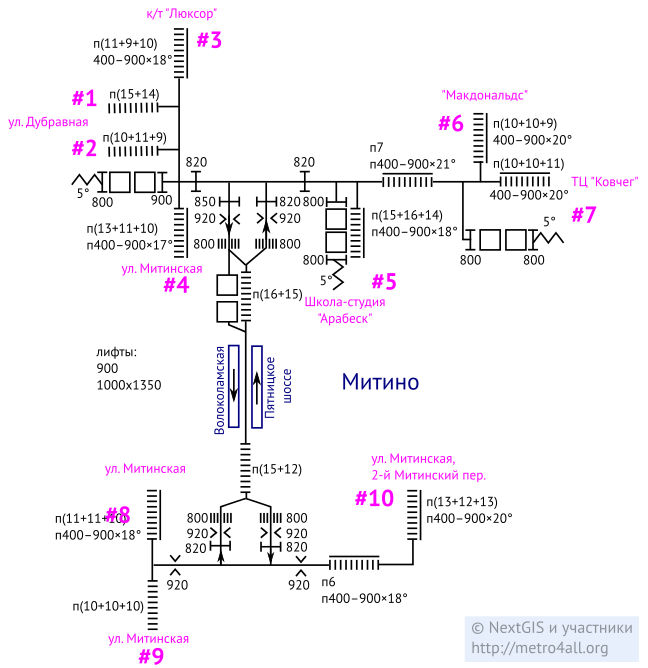 к/т "Люксор"
#3
п(11+9+10)
400–900×18°
#1
п(15+14)
ул. Дубравная
#2
п(10+11+9)
5°
800
900
820
820
"Макдональдс"
#6
п(10+10+9)
400–900×20°
п7
п400–900×21°
п(10+10+11)
400–900×20°
ТЦ "Ковчег"
#7
5°
800
800
850
920
800
820
920
800
п(13+11+10)
п400–900×17°
ул. Митинская
#4
800
п(15+16+14)
п400–900×18°
800
5°
#5
Школа-студия
"Арабеск"
п(16+15)
лифты:
900
1000x1350
Волоколамская
Пятницкое
шоссе
Митино
п(15+12)
ул. Митинская
#8
п(11+11+10)
п400–900×18°
800
920
820
800
920
820
ул. Митинская,
2-й Митинский пер.
#10
п(13+12+13)
п400–900×20°
920
920
п6
п400–900×18°
п(10+10+10)
ул. Митинская
#9
© NextGIS и участники
http://metro4all.org